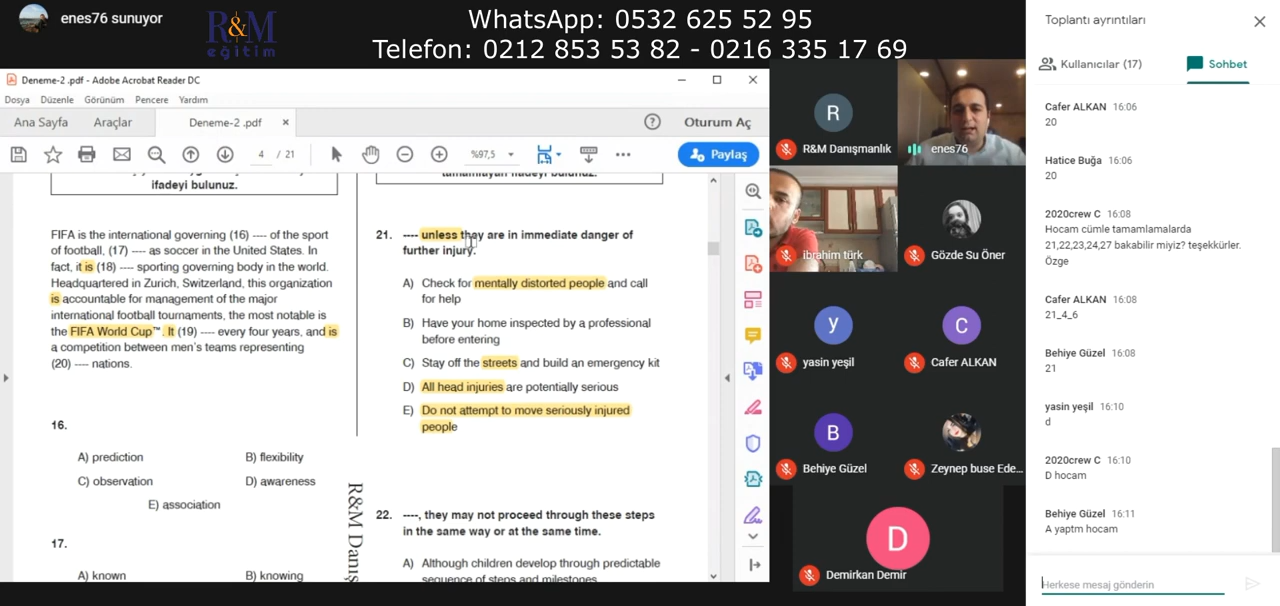 enes76 sunuyor
R&M
eğitim
WhatsApp: 0532 625 52 95
Telefon: 0212 853 53 82 - 0216 335 17 69
Deneme-2 .pdf - Adobe Acrobat Reader DC
Dosya Düzenle Görünüm Pencere Yardım
Ana Sayfa Araçlar Deneme-2 .pdf × Oturum Aç
4 / 21 %97,5 Paylaş
ifadeyi bulunuz.
FIFA is the international governing (16) ---- of the sport
of football, (17) ---- as soccer in the United States. In
fact, it is (18) ---- sporting governing body in the world.
Headquartered in Zurich, Switzerland, this organization
is accountable for management of the major
international football tournaments, the most notable is
the FIFA World Cup™. It (19) ---- every four years, and is
a competition between men's teams representing
(20) ---- nations.
16.
A) prediction B) flexibility
C) observation D) awareness
E) association
17.
A) known B) knowing
R&M Danış
tamamlayan ifadeyi bulunuz.
21. ---- unless they are in immediate danger of
further injury.
A) Check for mentally distorted people and call
for help
B) Have your home inspected by a professional
before entering
C) Stay off the streets and build an emergency kit
D) All head injuries are potentially serious
E) Do not attempt to move seriously injured
people
22. ----, they may not proceed through these steps
in the same way or at the same time.
A) Although children develop through predictable
sequence of steps and milestones
R
R&M Danışmanlık
enes76
ibrahim türk
Gözde Su Öner
y
yasin yeşil
C
Cafer ALKAN
B
Behiye Güzel
Zeynep buse Ede...
D
Demirkan Demir
Toplantı ayrıntıları
Kullanıcılar (17) Sohbet
Cafer ALKAN 16:06
20
Hatice Buğa 16:06
20
2020crew C 16:08
Hocam cümle tamamlamalarda
21,22,23,24,27 bakabilir miyiz? teşekkürler.
Özge
Cafer ALKAN 16:08
21_4_6
Behiye Güzel 16:08
21
yasin yeşil 16:10
d
2020crew C 16:10
D hocam
Behiye Güzel 16:11
A yaptm hocam
Herkese mesaj gönderin